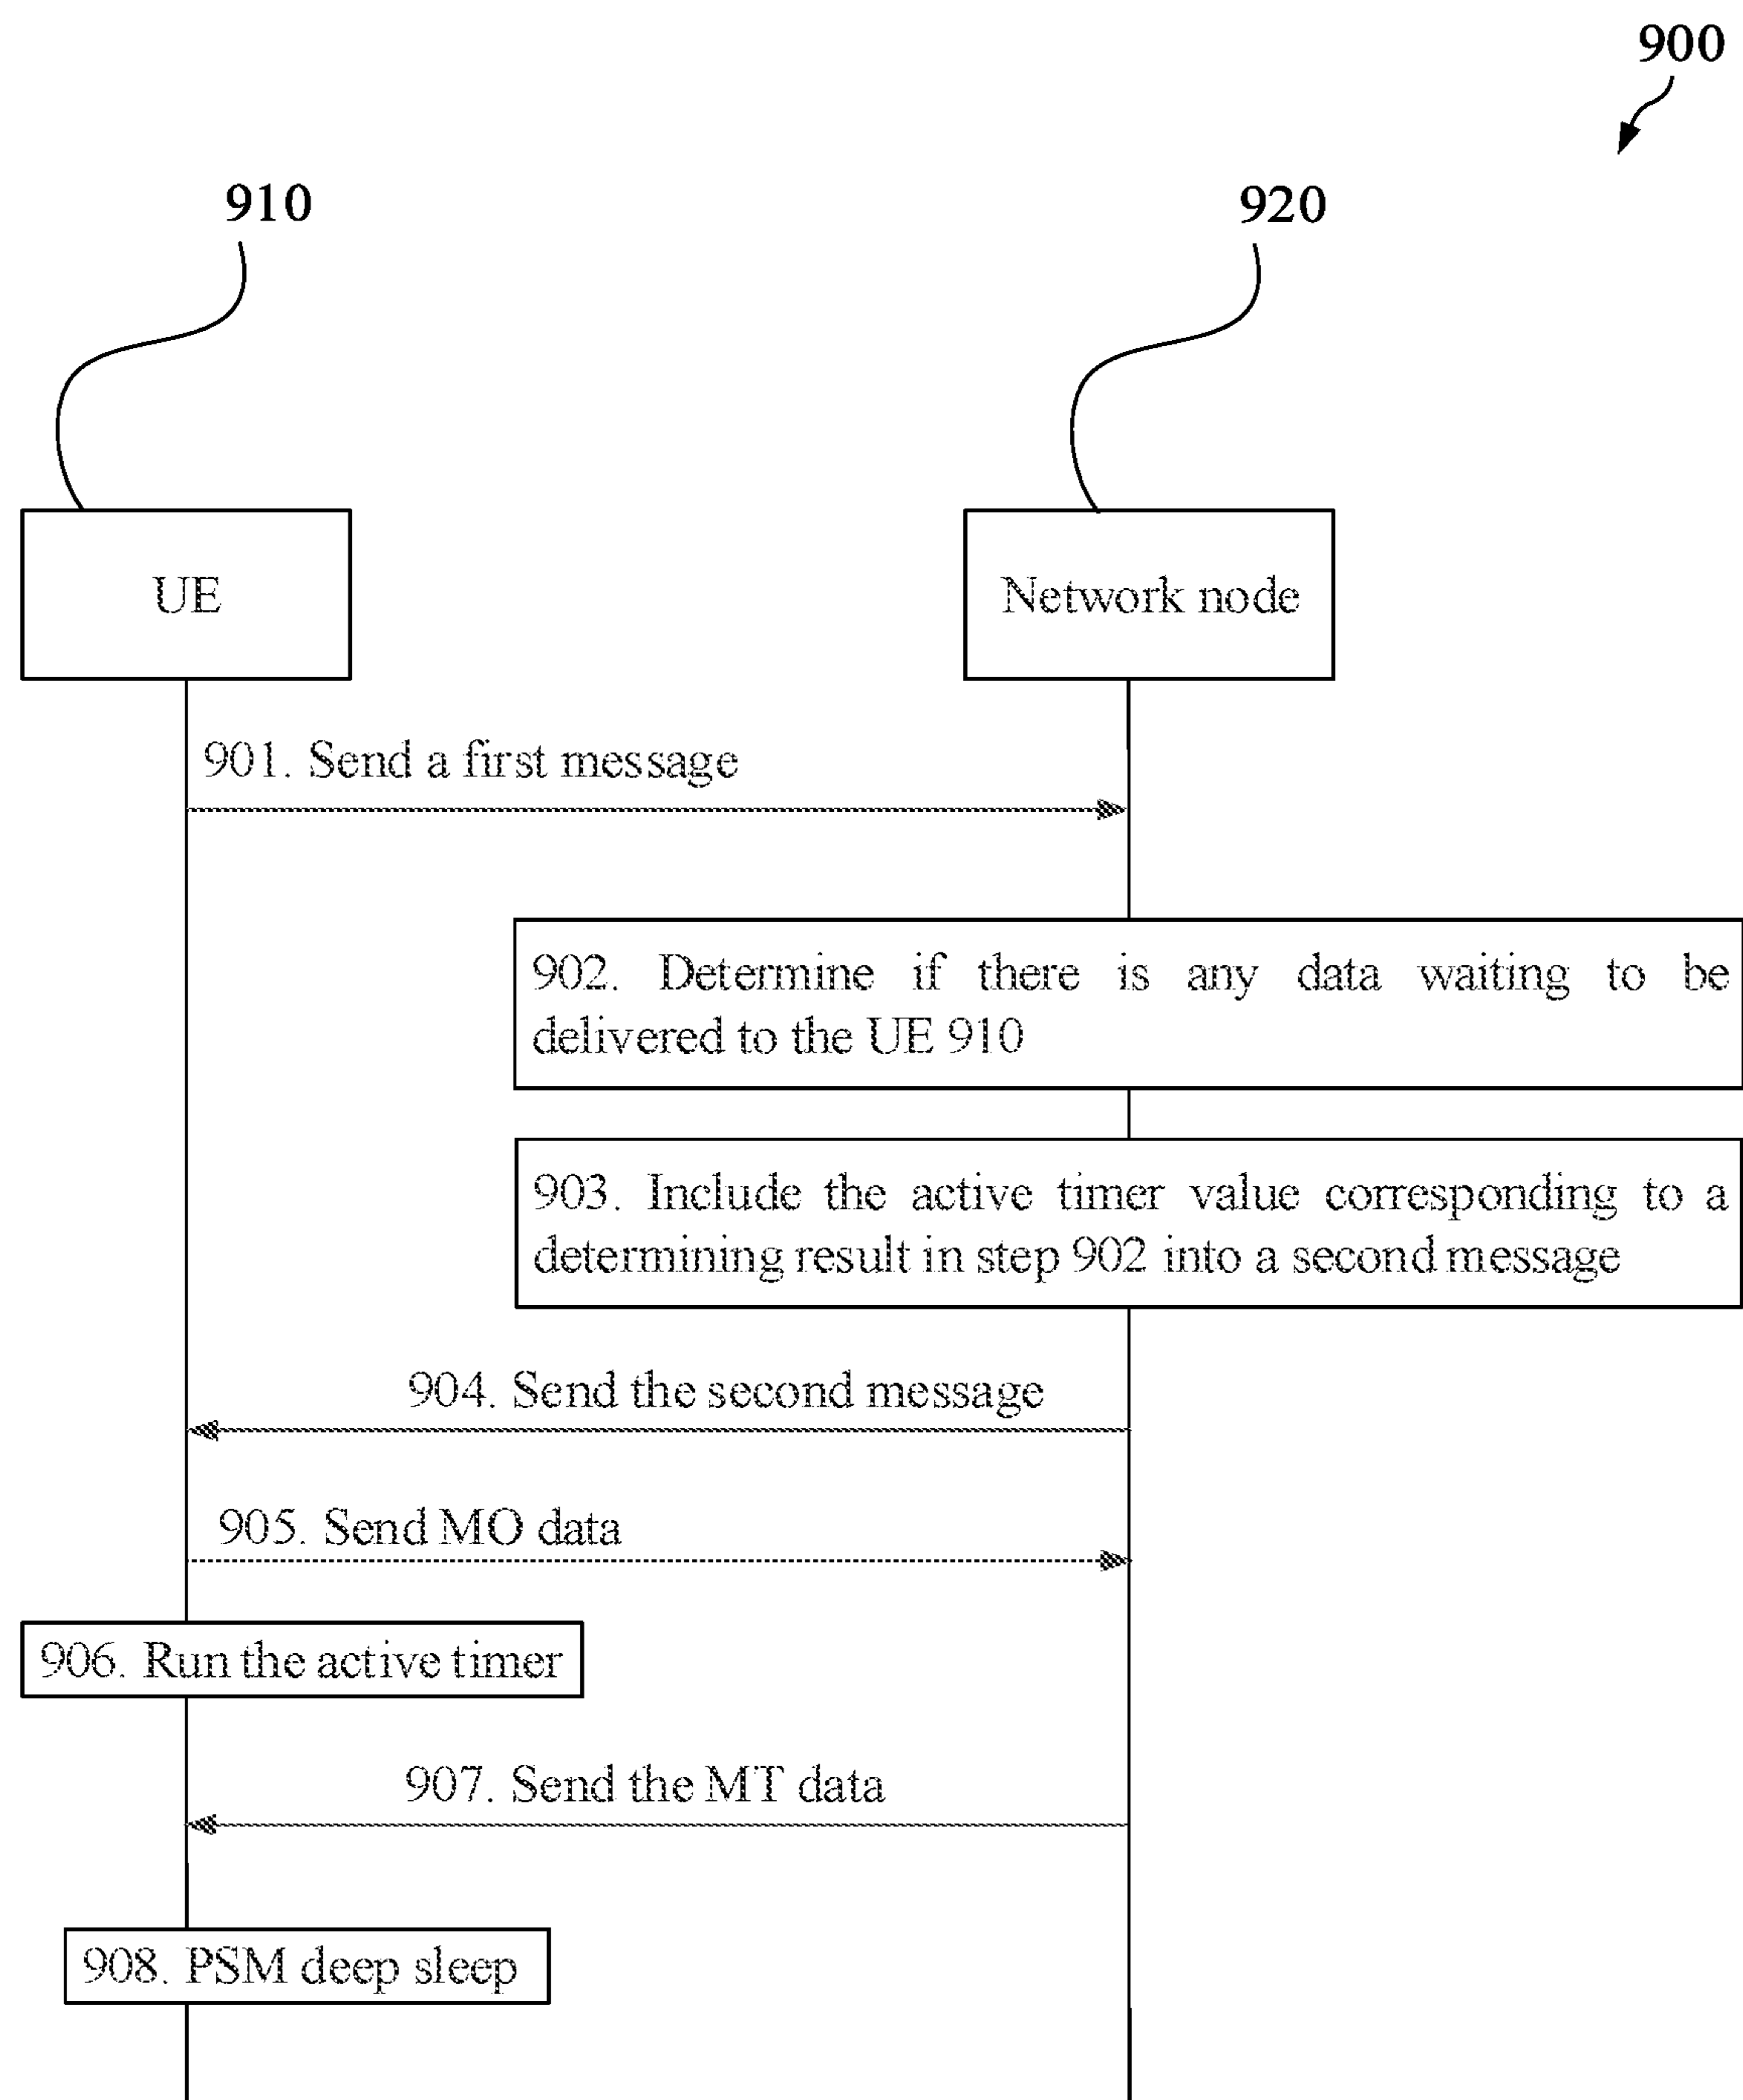 900
910
920
UE
Network node
901. Send a first message
902. Determine if there is any data waiting to be
delivered to the UE 910
903. Include the active timer value corresponding to a
determining result in step 902 into a second message
904. Send the second message
905. Send MO data
906. Run the active timer
907. Send the MT data
908. PSM deep sleep